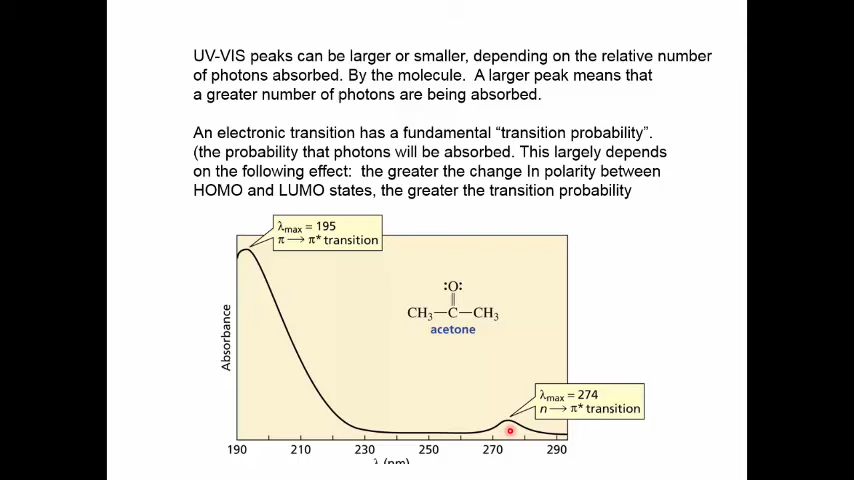 UV-VIS peaks can be larger or smaller, depending on the relative number
of photons absorbed. By the molecule.  A larger peak means that
a greater number of photons are being absorbed.
An electronic transition has a fundamental “transition probability”.
(the probability that photons will be absorbed. This largely depends
on the following effect:  the greater the change In polarity between
HOMO and LUMO states, the greater the transition probability
λmax = 195
π → π* transition
:O:
||
CH3—C—CH3
acetone
Absorbance
λmax = 274
n → π* transition
190 210 230 250 270 290
λ (nm)